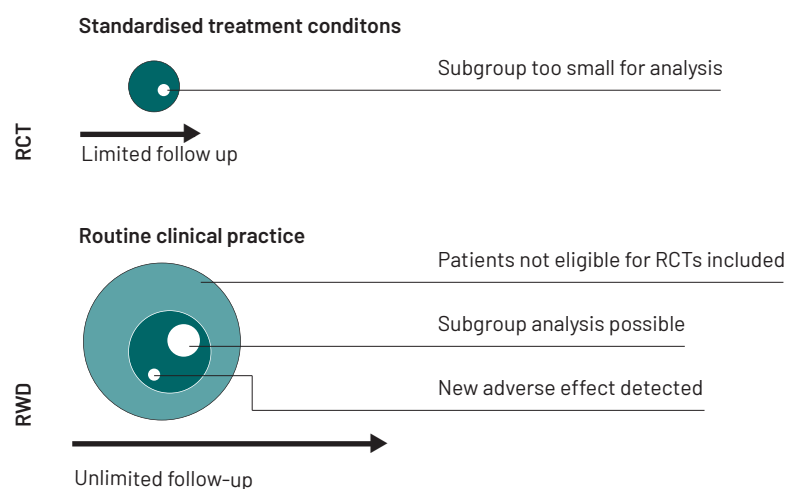 Standardised treatment conditons
Subgroup too small for analysis
RCT
Limited follow up
Routine clinical practice
Patients not eligible for RCTs included
Subgroup analysis possible
New adverse effect detected
RWD
Unlimited follow-up